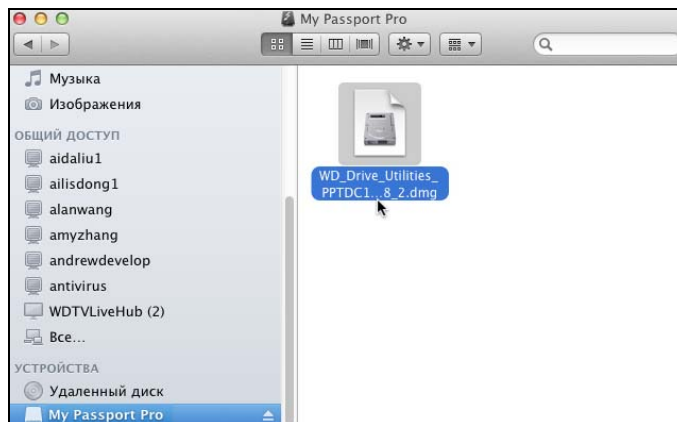 My Passport Pro
Музыка
Изображения
ОБЩИЙ ДОСТУП
aidaliu1
ailisdong1
alanwang
amyzhang
andrewdevelop
antivirus
WDTVLiveHub (2)
Все...
УСТРОЙСТВА
Удаленный диск
My Passport Pro
WD_Drive_Utilities_
PPTDC1...8_2.dmg